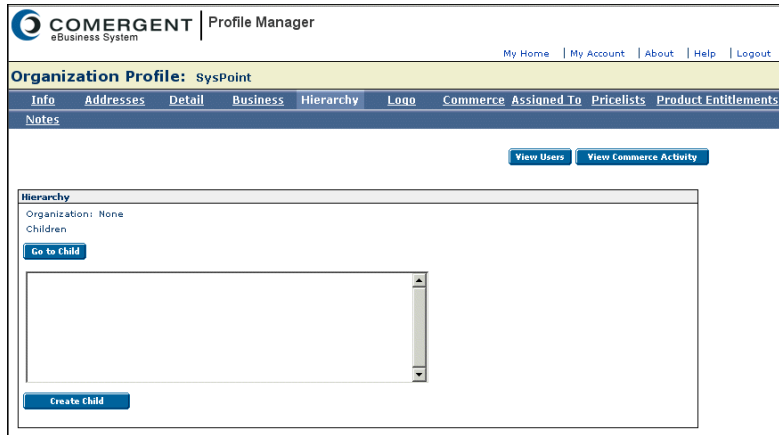 COMERGENT Profile Manager
eBusiness System
My Home | My Account | About | Help | Logout
Organization Profile: SysPoint
Info Addresses Detail Business Hierarchy Logo Commerce Assigned To Pricelists Product Entitlements
Notes
View Users View Commerce Activity
Hierarchy
Organization: None
Children
Go to Child
Create Child